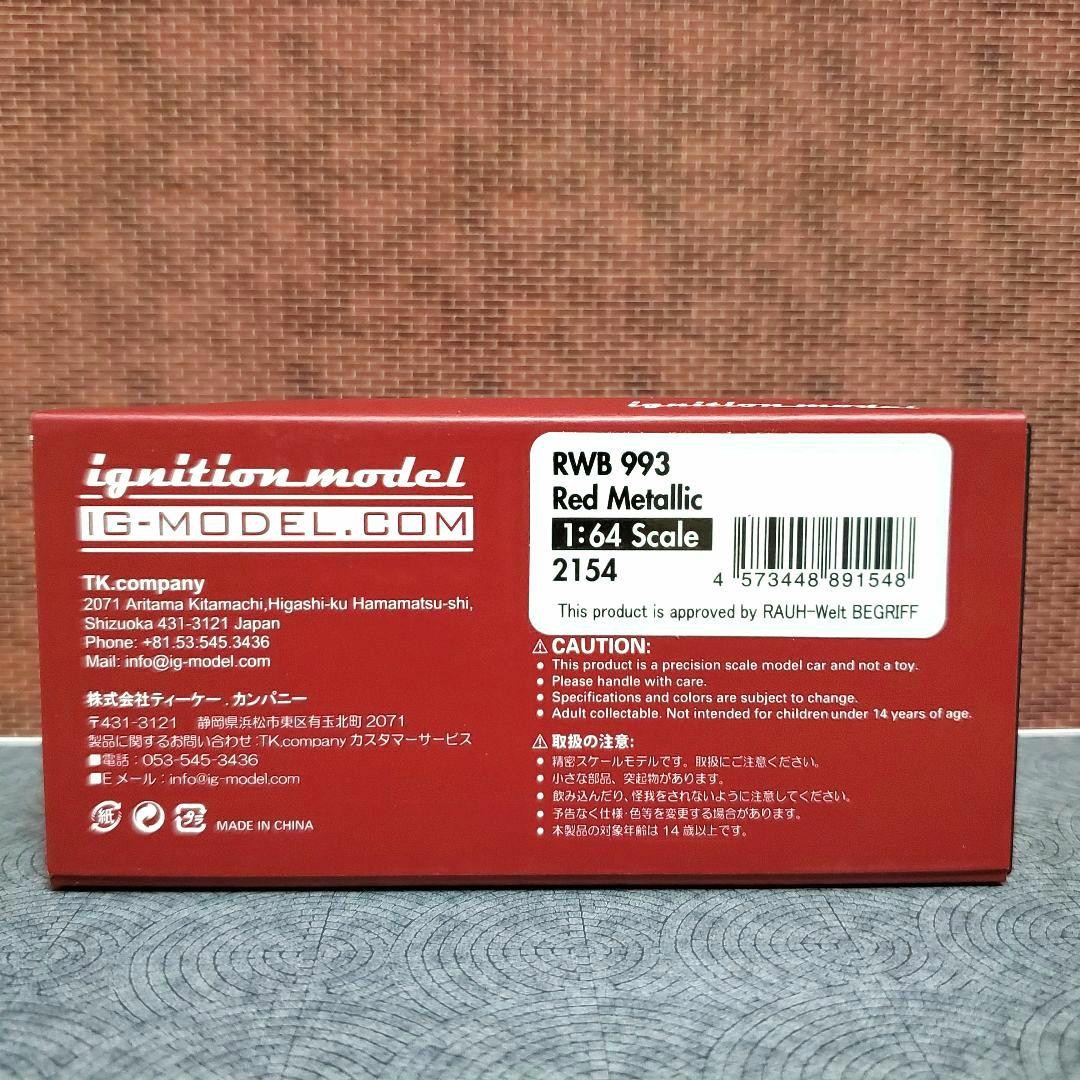 ignition model
ignition model
IG-MODEL.COM
TK.company
2071 Aritama Kitamachi,Higashi-ku Hamamatsu-shi,
Shizuoka 431-3121 Japan
Phone: +81.53.545.3436
Mail: info@ig-model.com
株式会社ティーケー.カンパニー
〒431-3121 静岡県浜松市東区有玉北町 2071
製品に関するお問い合わせ:TK.company カスタマーサービス
■電話:053-545-3436
■E メール:info@ig-model.com
紙 プラ MADE IN CHINA
RWB 993
Red Metallic
1:64 Scale
2154
4 573448 891548
This product is approved by RAUH-Welt BEGRIFF
⚠ CAUTION:
• This product is a precision scale model car and not a toy.
• Please handle with care.
• Specifications and colors are subject to change.
• Adult collectable. Not intended for children under 14 years of age.
⚠ 取扱の注意:
• 精密スケールモデルです。取扱にご注意ください。
• 小さな部品、突起物があります。
• 飲み込んだり、怪我をされないように注意してください。
• 予告なく仕様・色等を変更する場合があります。
• 本製品の対象年齢は 14 歳以上です。